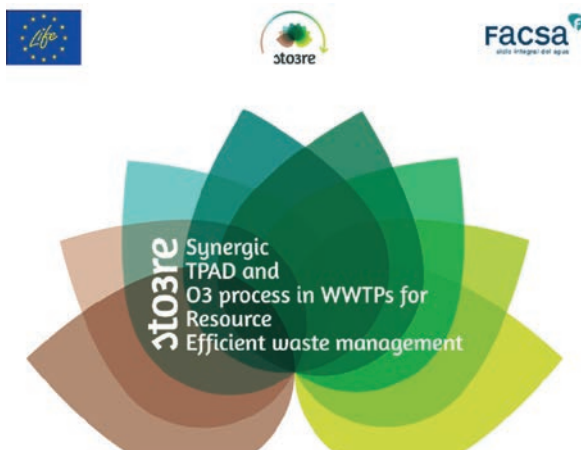 Life
sto3re
FACSA
ciclo integral del agua
sto3re
Synergic
TPAD and
O3 process in WWTPs for
Resource
Efficient waste management